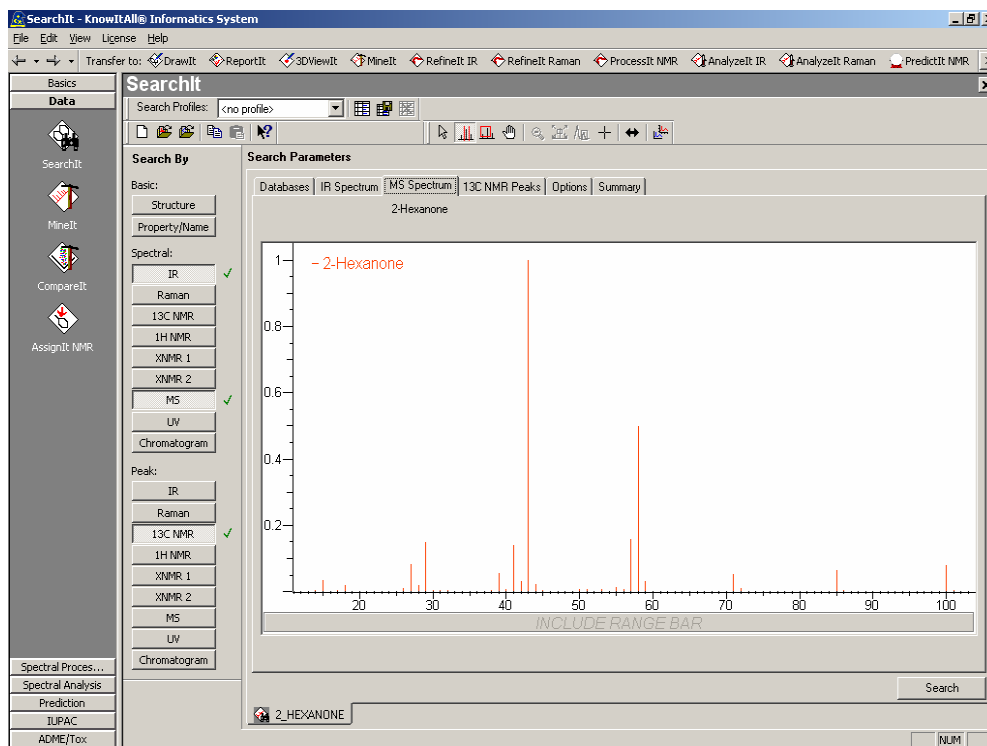 SearchIt - KnowItAll® Informatics System
File Edit View License Help
Transfer to: DrawIt ReportIt 3DViewIt MineIt RefineIt IR RefineIt Raman ProcessIt NMR AnalyzeIt IR AnalyzeIt Raman PredictIt NMR
Basics
Data
SearchIt
MineIt
CompareIt
AssignIt NMR
Spectral Proces...
Spectral Analysis
Prediction
IUPAC
ADME/Tox
SearchIt
Search Profiles: <no profile>
Search By
Basic:
Structure
Property/Name
Spectral:
IR
Raman
13C NMR
1H NMR
XNMR 1
XNMR 2
MS
UV
Chromatogram
Peak:
IR
Raman
13C NMR
1H NMR
XNMR 1
XNMR 2
MS
UV
Chromatogram
Search Parameters
Databases IR Spectrum MS Spectrum 13C NMR Peaks Options Summary
2-Hexanone
1
2-Hexanone
0.8
0.6
0.4
0.2
20 30 40 50 60 70 80 90 100
INCLUDE RANGE BAR
Search
2_HEXANONE
NUM